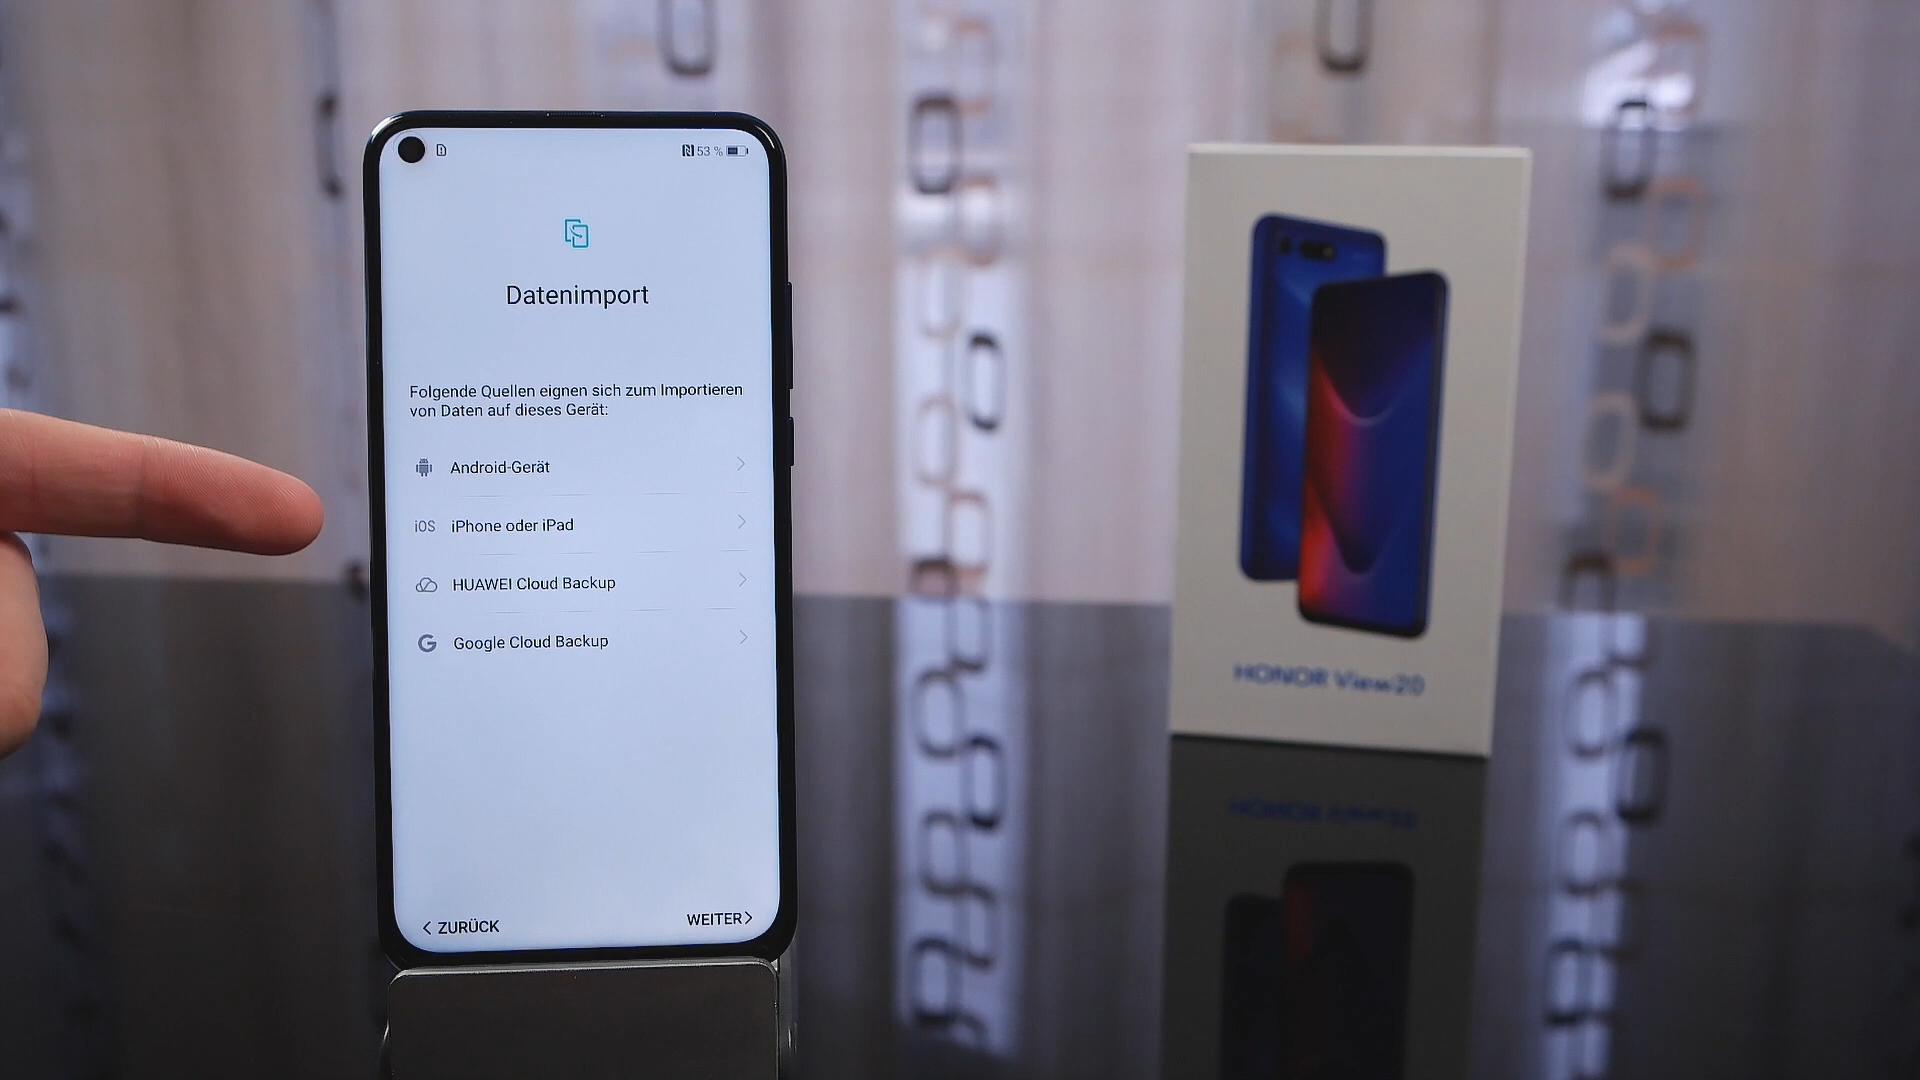 53 %
Datenimport
Folgende Quellen eignen sich zum Importieren
von Daten auf dieses Gerät:
Android-Gerät
iOS iPhone oder iPad
HUAWEI Cloud Backup
G Google Cloud Backup
ZURÜCK
WEITER
HONOR View20